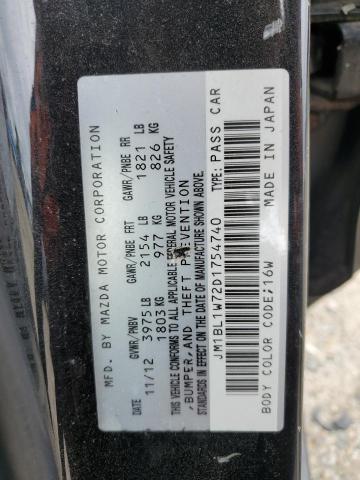 MFD. BY MAZDA MOTOR CORPORATION
DATE GVWR/PNBV GAWR/PNBE FRT GAWR/PNBE RR
11/12 3975 LB 2154 LB 1821 LB
1803 KG 977 KG 826 KG
THIS VEHICLE CONFORMS TO ALL APPLICABLE FEDERAL MOTOR VEHICLE SAFETY
,BUMPER, AND THEFT PREVENTION
STANDARDS IN EFFECT ON THE DATE OF MANUFACTURE SHOWN ABOVE.
JM1BL1W72D1754740 TYPE: PASS CAR
BODY COLOR CODE:16W MADE IN JAPAN